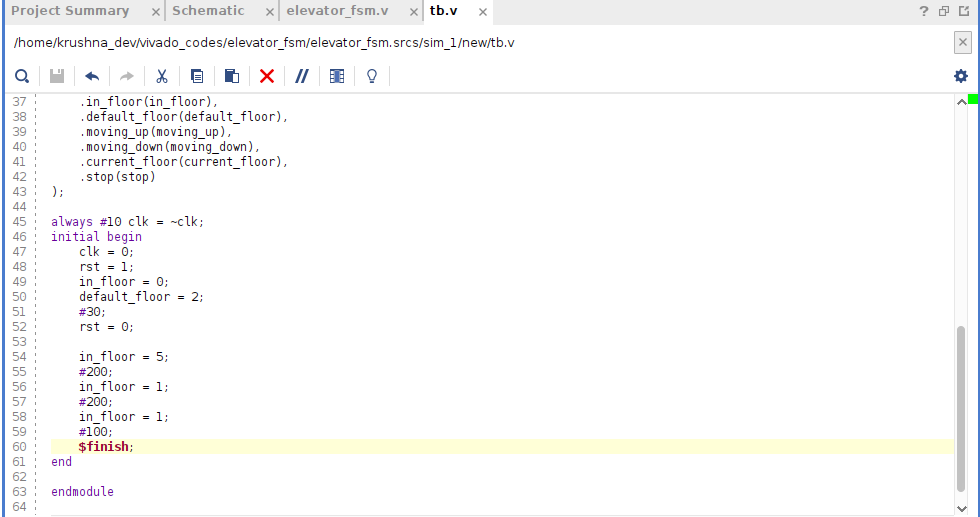 Project Summary × Schematic × elevator_fsm.v × tb.v × ?
/home/krushna_dev/vivado_codes/elevator_fsm/elevator_fsm.srcs/sim_1/new/tb.v
37 .in_floor(in_floor),
38 .default_floor(default_floor),
39 .moving_up(moving_up),
40 .moving_down(moving_down),
41 .current_floor(current_floor),
42 .stop(stop)
43 );
44
45 always #10 clk = ~clk;
46 initial begin
47 clk = 0;
48 rst = 1;
49 in_floor = 0;
50 default_floor = 2;
51 #30;
52 rst = 0;
53
54 in_floor = 5;
55 #200;
56 in_floor = 1;
57 #200;
58 in_floor = 1;
59 #100;
60 $finish;
61 end
62
63 endmodule
64